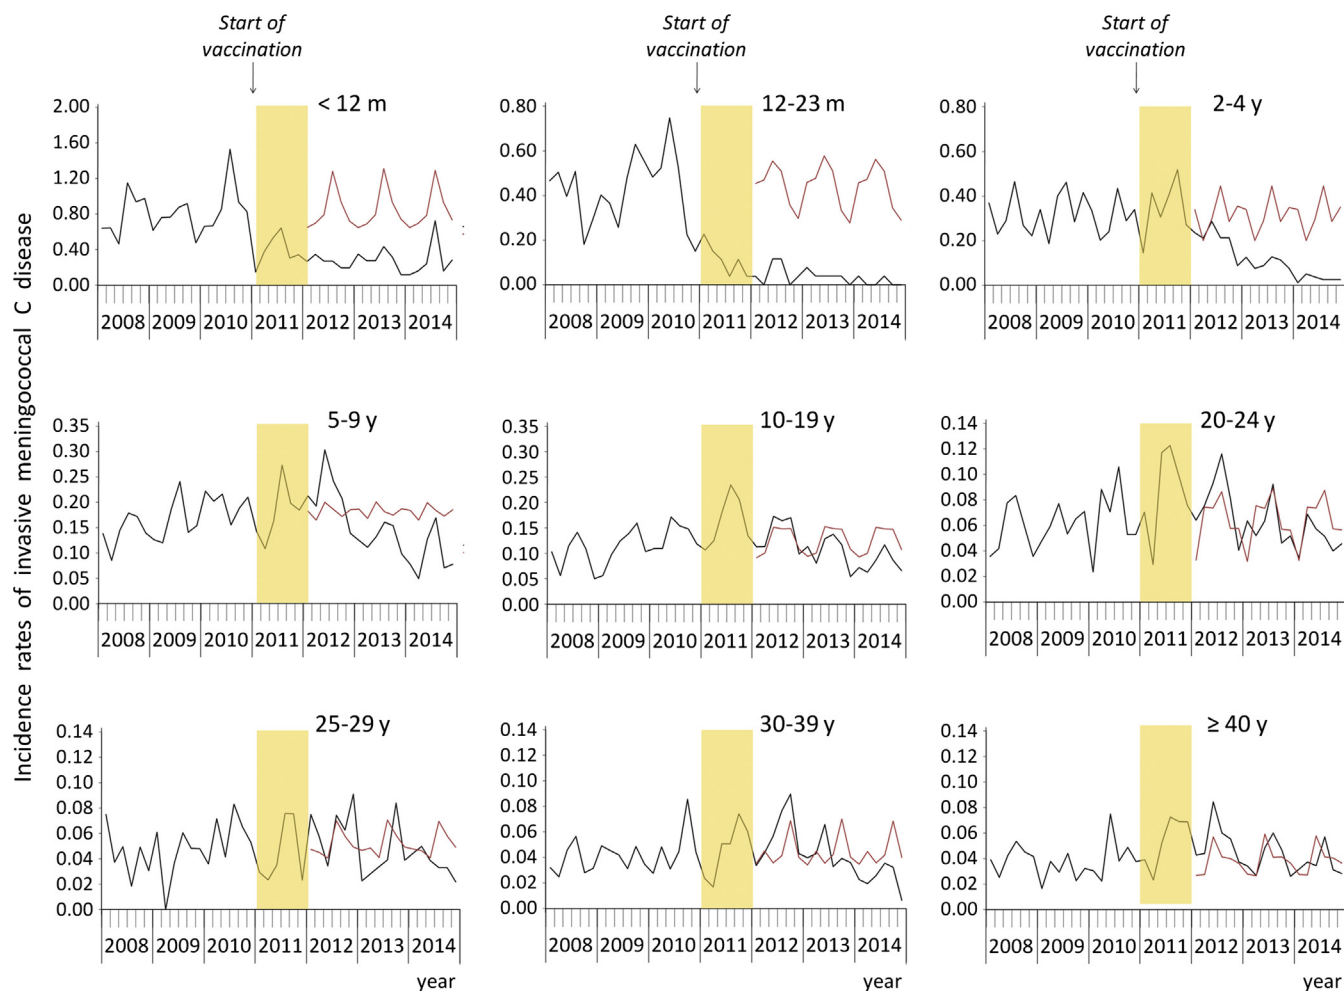 Start of
vaccination
Start of
vaccination
Start of
vaccination
Incidence rates of invasive meningococcal C disease
< 12 m
2.00
1.60
1.20
0.80
0.40
0.00
2008 2009 2010 2011 2012 2013 2014
12-23 m
0.80
0.60
0.40
0.20
0.00
2008 2009 2010 2011 2012 2013 2014
2-4 y
0.80
0.60
0.40
0.20
0.00
2008 2009 2010 2011 2012 2013 2014
5-9 y
0.35
0.30
0.25
0.20
0.15
0.10
0.05
0.00
2008 2009 2010 2011 2012 2013 2014
10-19 y
0.35
0.30
0.25
0.20
0.15
0.10
0.05
0.00
2008 2009 2010 2011 2012 2013 2014
20-24 y
0.14
0.12
0.10
0.08
0.06
0.04
0.02
0.00
2008 2009 2010 2011 2012 2013 2014
25-29 y
0.14
0.12
0.10
0.08
0.06
0.04
0.02
0.00
2008 2009 2010 2011 2012 2013 2014
year
30-39 y
0.14
0.12
0.10
0.08
0.06
0.04
0.02
0.00
2008 2009 2010 2011 2012 2013 2014
year
≥ 40 y
0.14
0.12
0.10
0.08
0.06
0.04
0.02
0.00
2008 2009 2010 2011 2012 2013 2014
year